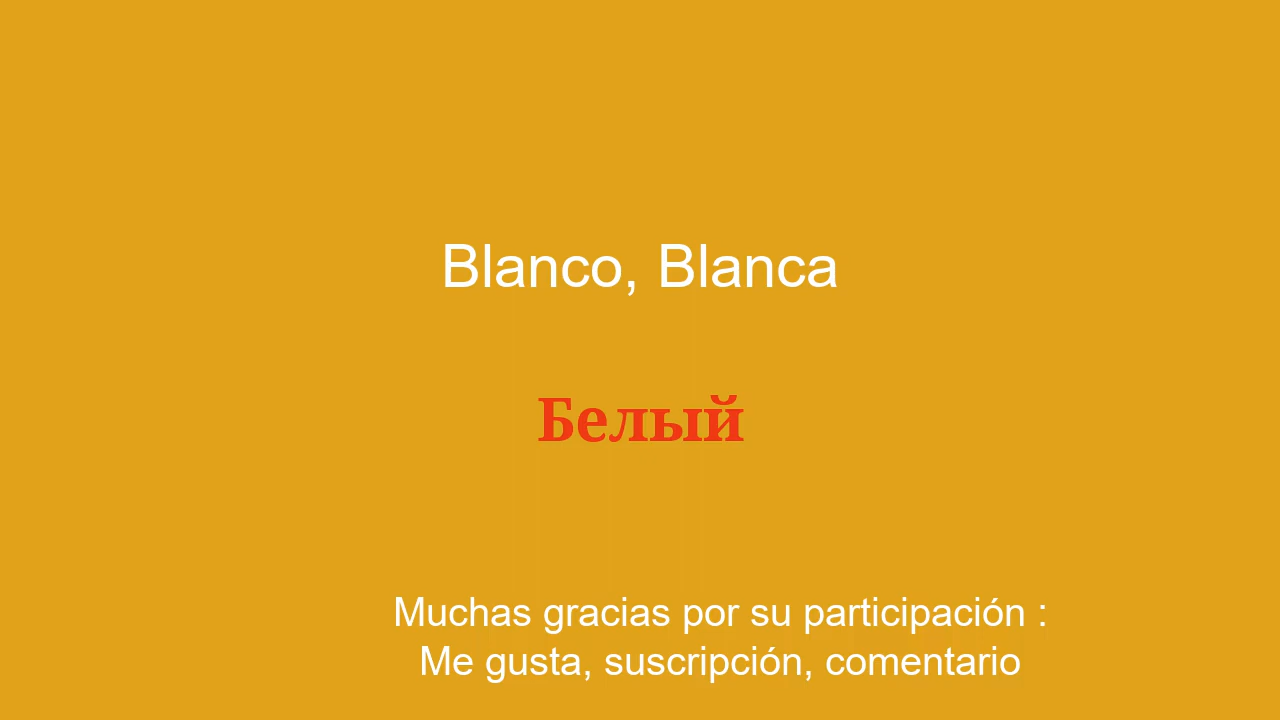 Blanco, Blanca
Белый
Muchas gracias por su participación :
Me gusta, suscripción, comentario